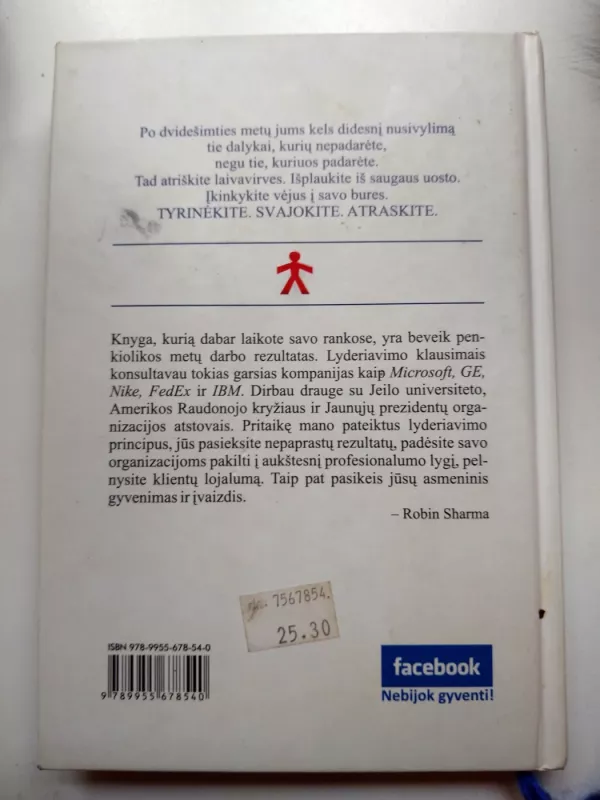 Po dvidešimties metų jums kels didesnį nusivylimą
tie dalykai, kurių nepadarėte,
negu tie, kuriuos padarėte.
Tad atriškite laivavirves. Išplaukite iš saugaus uosto.
Įkinkykite vėjus į savo bures.
TYRINĖKITE. SVAJOKITE. ATRASKITE.
Knyga, kurią dabar laikote savo rankose, yra beveik pen-
kiolikos metų darbo rezultatas. Lyderiavimo klausimais
konsultavau tokias garsias kompanijas kaip Microsoft, GE,
Nike, FedEx ir IBM. Dirbau drauge su Jeilo universiteto,
Amerikos Raudonojo kryžiaus ir Jaunųjų prezidentų orga-
nizacijos atstovais. Pritaikę mano pateiktus lyderiavimo
principus, jūs pasieksite nepaprastų rezultatų, padėsite savo
organizacijoms pakilti į aukštesnį profesionalumo lygį, pel-
nysite klientų lojalumą. Taip pat pasikeis jūsų asmeninis
gyvenimas ir įvaizdis.
– Robin Sharma
7567854.
25.30
ISBN 978-9955-678-54-0
9 789955 678540
facebook
Nebijok gyventi!